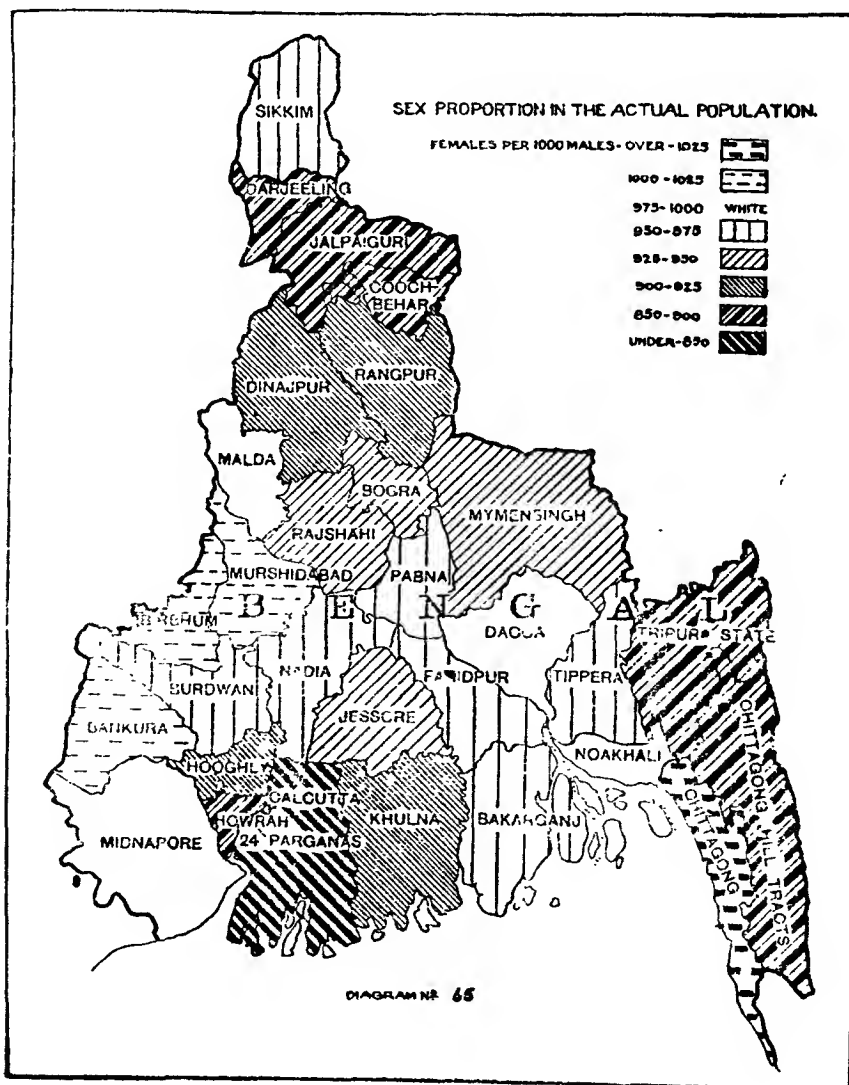 SEX PROPORTION IN THE ACTUAL POPULATION.
FEMALES PER 1000 MALES - OVER - 1025
1000 - 1025
975 - 1000 WHITE
950 - 975
925 - 950
900 - 925
850 - 900
UNDER - 850
SIKKIM
DARJEELING
JALPAIGURI
COOCH-
BEHAR
DINAJPUR
RANGPUR
MALDA
BOGRA
MYMENSINGH
RAJSHAHI
PABNA
MURSHIDABAD
BENGAL
BIRBHUM
DACCA
TRIPURA STATE
BURDWAN
NADIA
FARIDPUR
TIPPERA
BANKURA
JESSORE
NOAKHALI
HOOGHLY
CALCUTTA
HOWRAH
KHULNA
BAKARGANJ
MIDNAPORE
24 PARGANAS
CHITTAGONG
CHITTAGONG HILL TRACTS
DIAGRAM Nº 65